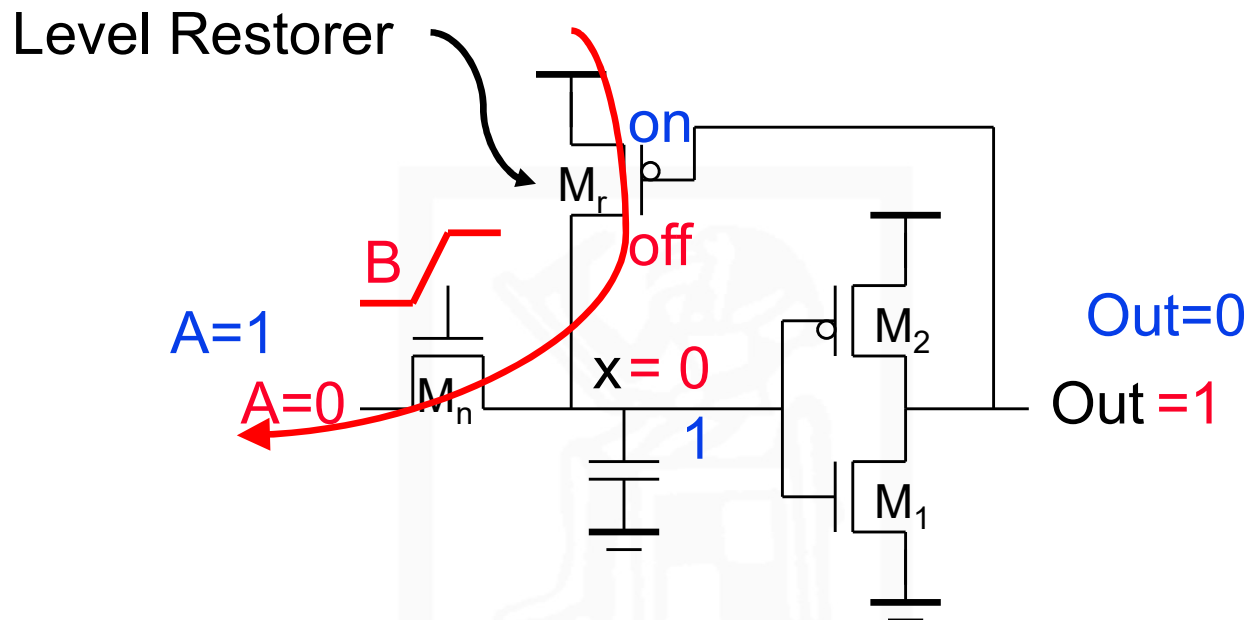 Level Restorer
on
Mr
off
B
A=1
A=0
Mn
x = 0
1
M2
M1
Out=0
Out =1